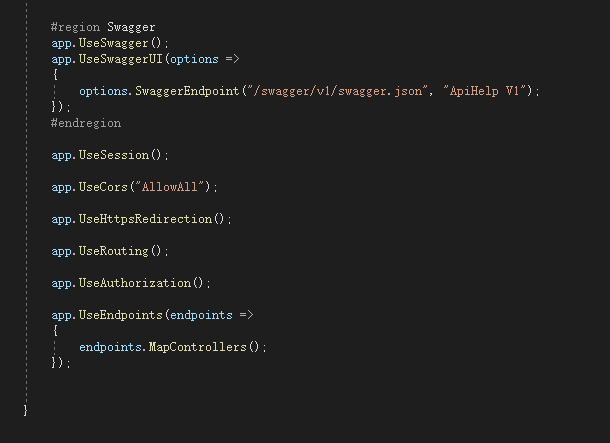 #region Swagger
app.UseSwagger();
app.UseSwaggerUI(options =>
{
options.SwaggerEndpoint("/swagger/v1/swagger.json", "ApiHelp V1");
});
#endregion
app.UseSession();
app.UseCors("AllowAll");
app.UseHttpsRedirection();
app.UseRouting();
app.UseAuthorization();
app.UseEndpoints(endpoints =>
{
endpoints.MapControllers();
});
}